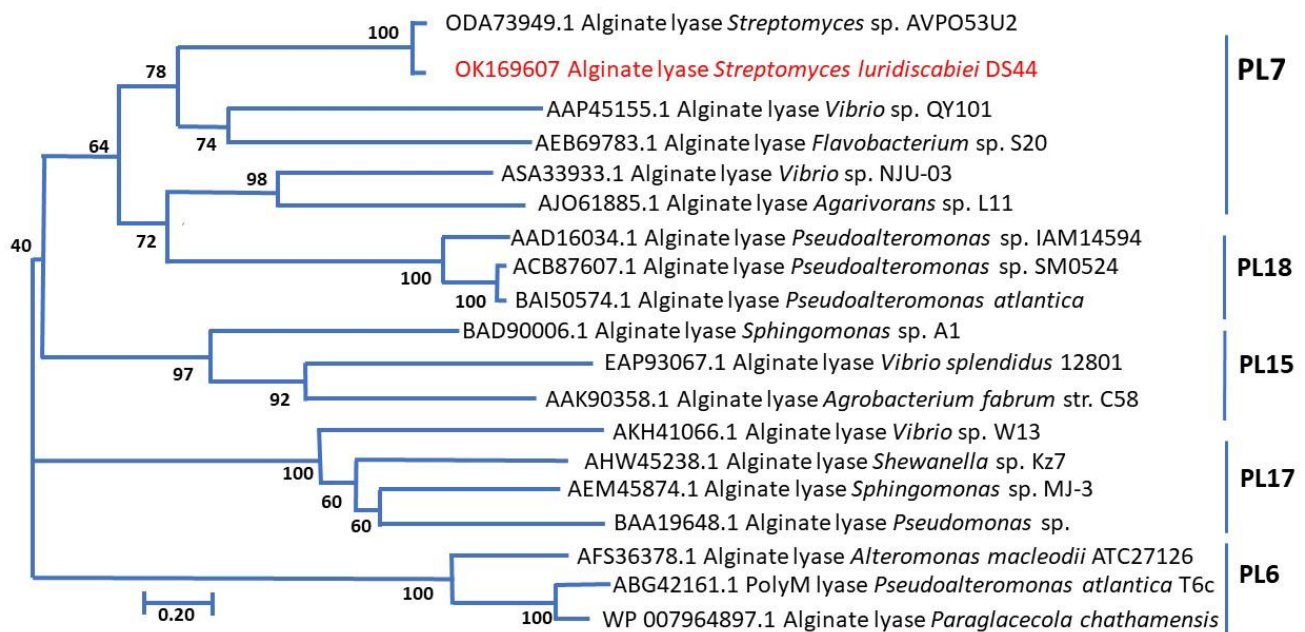 ODA73949.1 Alginate lyase Streptomyces sp. AVPO53U2
100
OK169607 Alginate lyase Streptomyces luridiscabiei DS44
PL7
78
AAP45155.1 Alginate lyase Vibrio sp. QY101
74
AEB69783.1 Alginate lyase Flavobacterium sp. S20
64
ASA33933.1 Alginate lyase Vibrio sp. NJU-03
98
AJO61885.1 Alginate lyase Agarivorans sp. L11
72
AAD16034.1 Alginate lyase Pseudoalteromonas sp. IAM14594
40
ACB87607.1 Alginate lyase Pseudoalteromonas sp. SM0524
PL18
100
100
BAI50574.1 Alginate lyase Pseudoalteromonas atlantica
BAD90006.1 Alginate lyase Sphingomonas sp. A1
EAP93067.1 Alginate lyase Vibrio splendidus 12801
PL15
97
92
AAK90358.1 Alginate lyase Agrobacterium fabrum str. C58
AKH41066.1 Alginate lyase Vibrio sp. W13
AHW45238.1 Alginate lyase Shewanella sp. Kz7
100
PL17
AEM45874.1 Alginate lyase Sphingomonas sp. MJ-3
60
60
BAA19648.1 Alginate lyase Pseudomonas sp.
AFS36378.1 Alginate lyase Alteromonas macleodii ATC27126
PL6
ABG42161.1 PolyM lyase Pseudoalteromonas atlantica T6c
100
100
WP 007964897.1 Alginate lyase Paraglacecola chathamensis
0.20